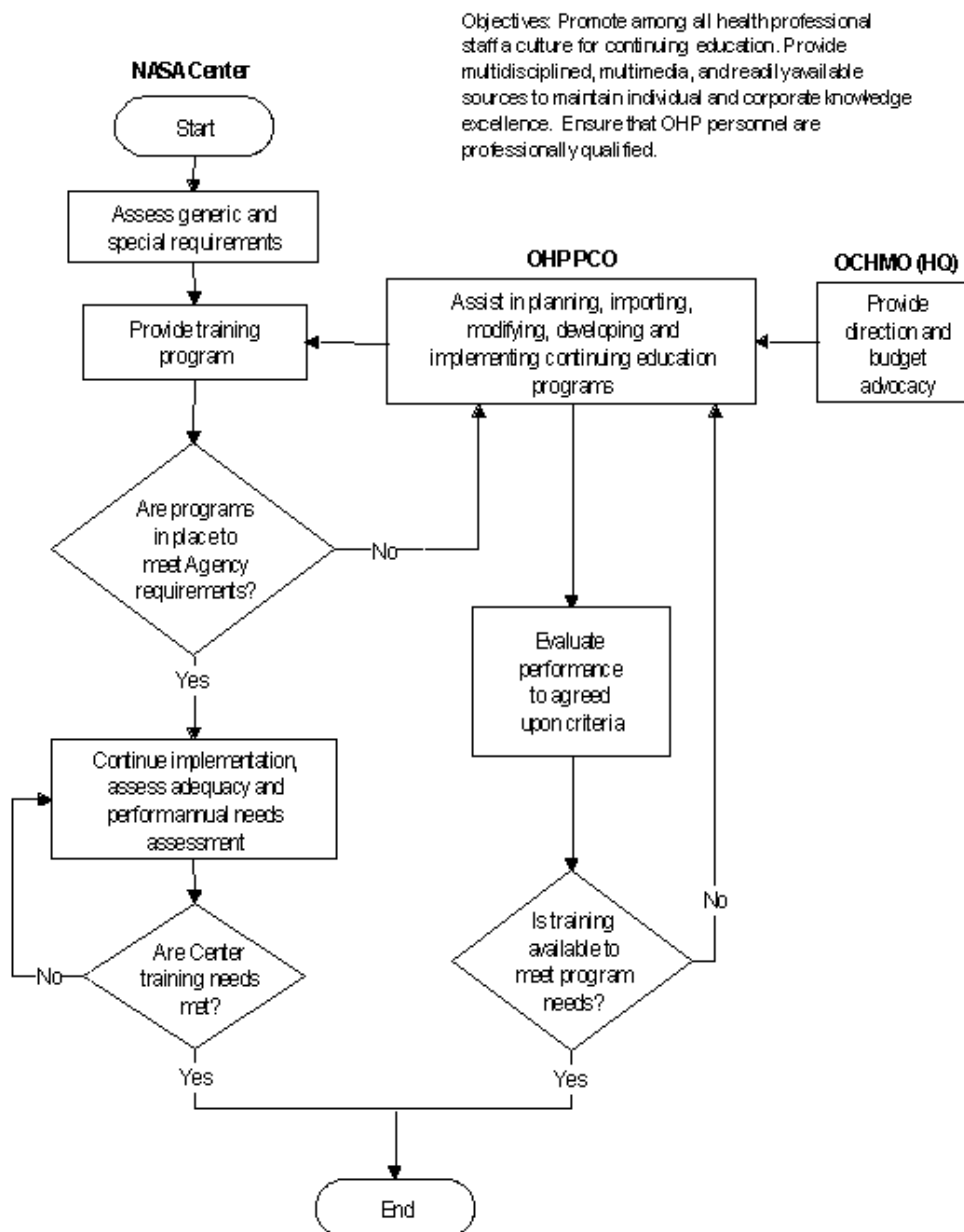 Objectives: Promote among all health professional
staff a culture for continuing education. Provide
multidisciplined, multimedia, and readily available
sources to maintain individual and corporate knowledge
excellence. Ensure that OHP personnel are
professionally qualified.
NASA Center
Start
Assess generic and
special requirements
OHP PCO
OCHMO (HQ)
Provide training
program
Assist in planning, importing,
modifying, developing and
implementing continuing education
programs
Provide
direction and
budget
advocacy
Are programs
in place to
meet Agency
requirements?
No
Yes
Evaluate
performance
to agreed
upon criteria
Continue implementation,
assess adequacy and
perform annual needs
assessment
No
Are Center
training needs
met?
No
Is training
available to
meet program
needs?
Yes
Yes
End